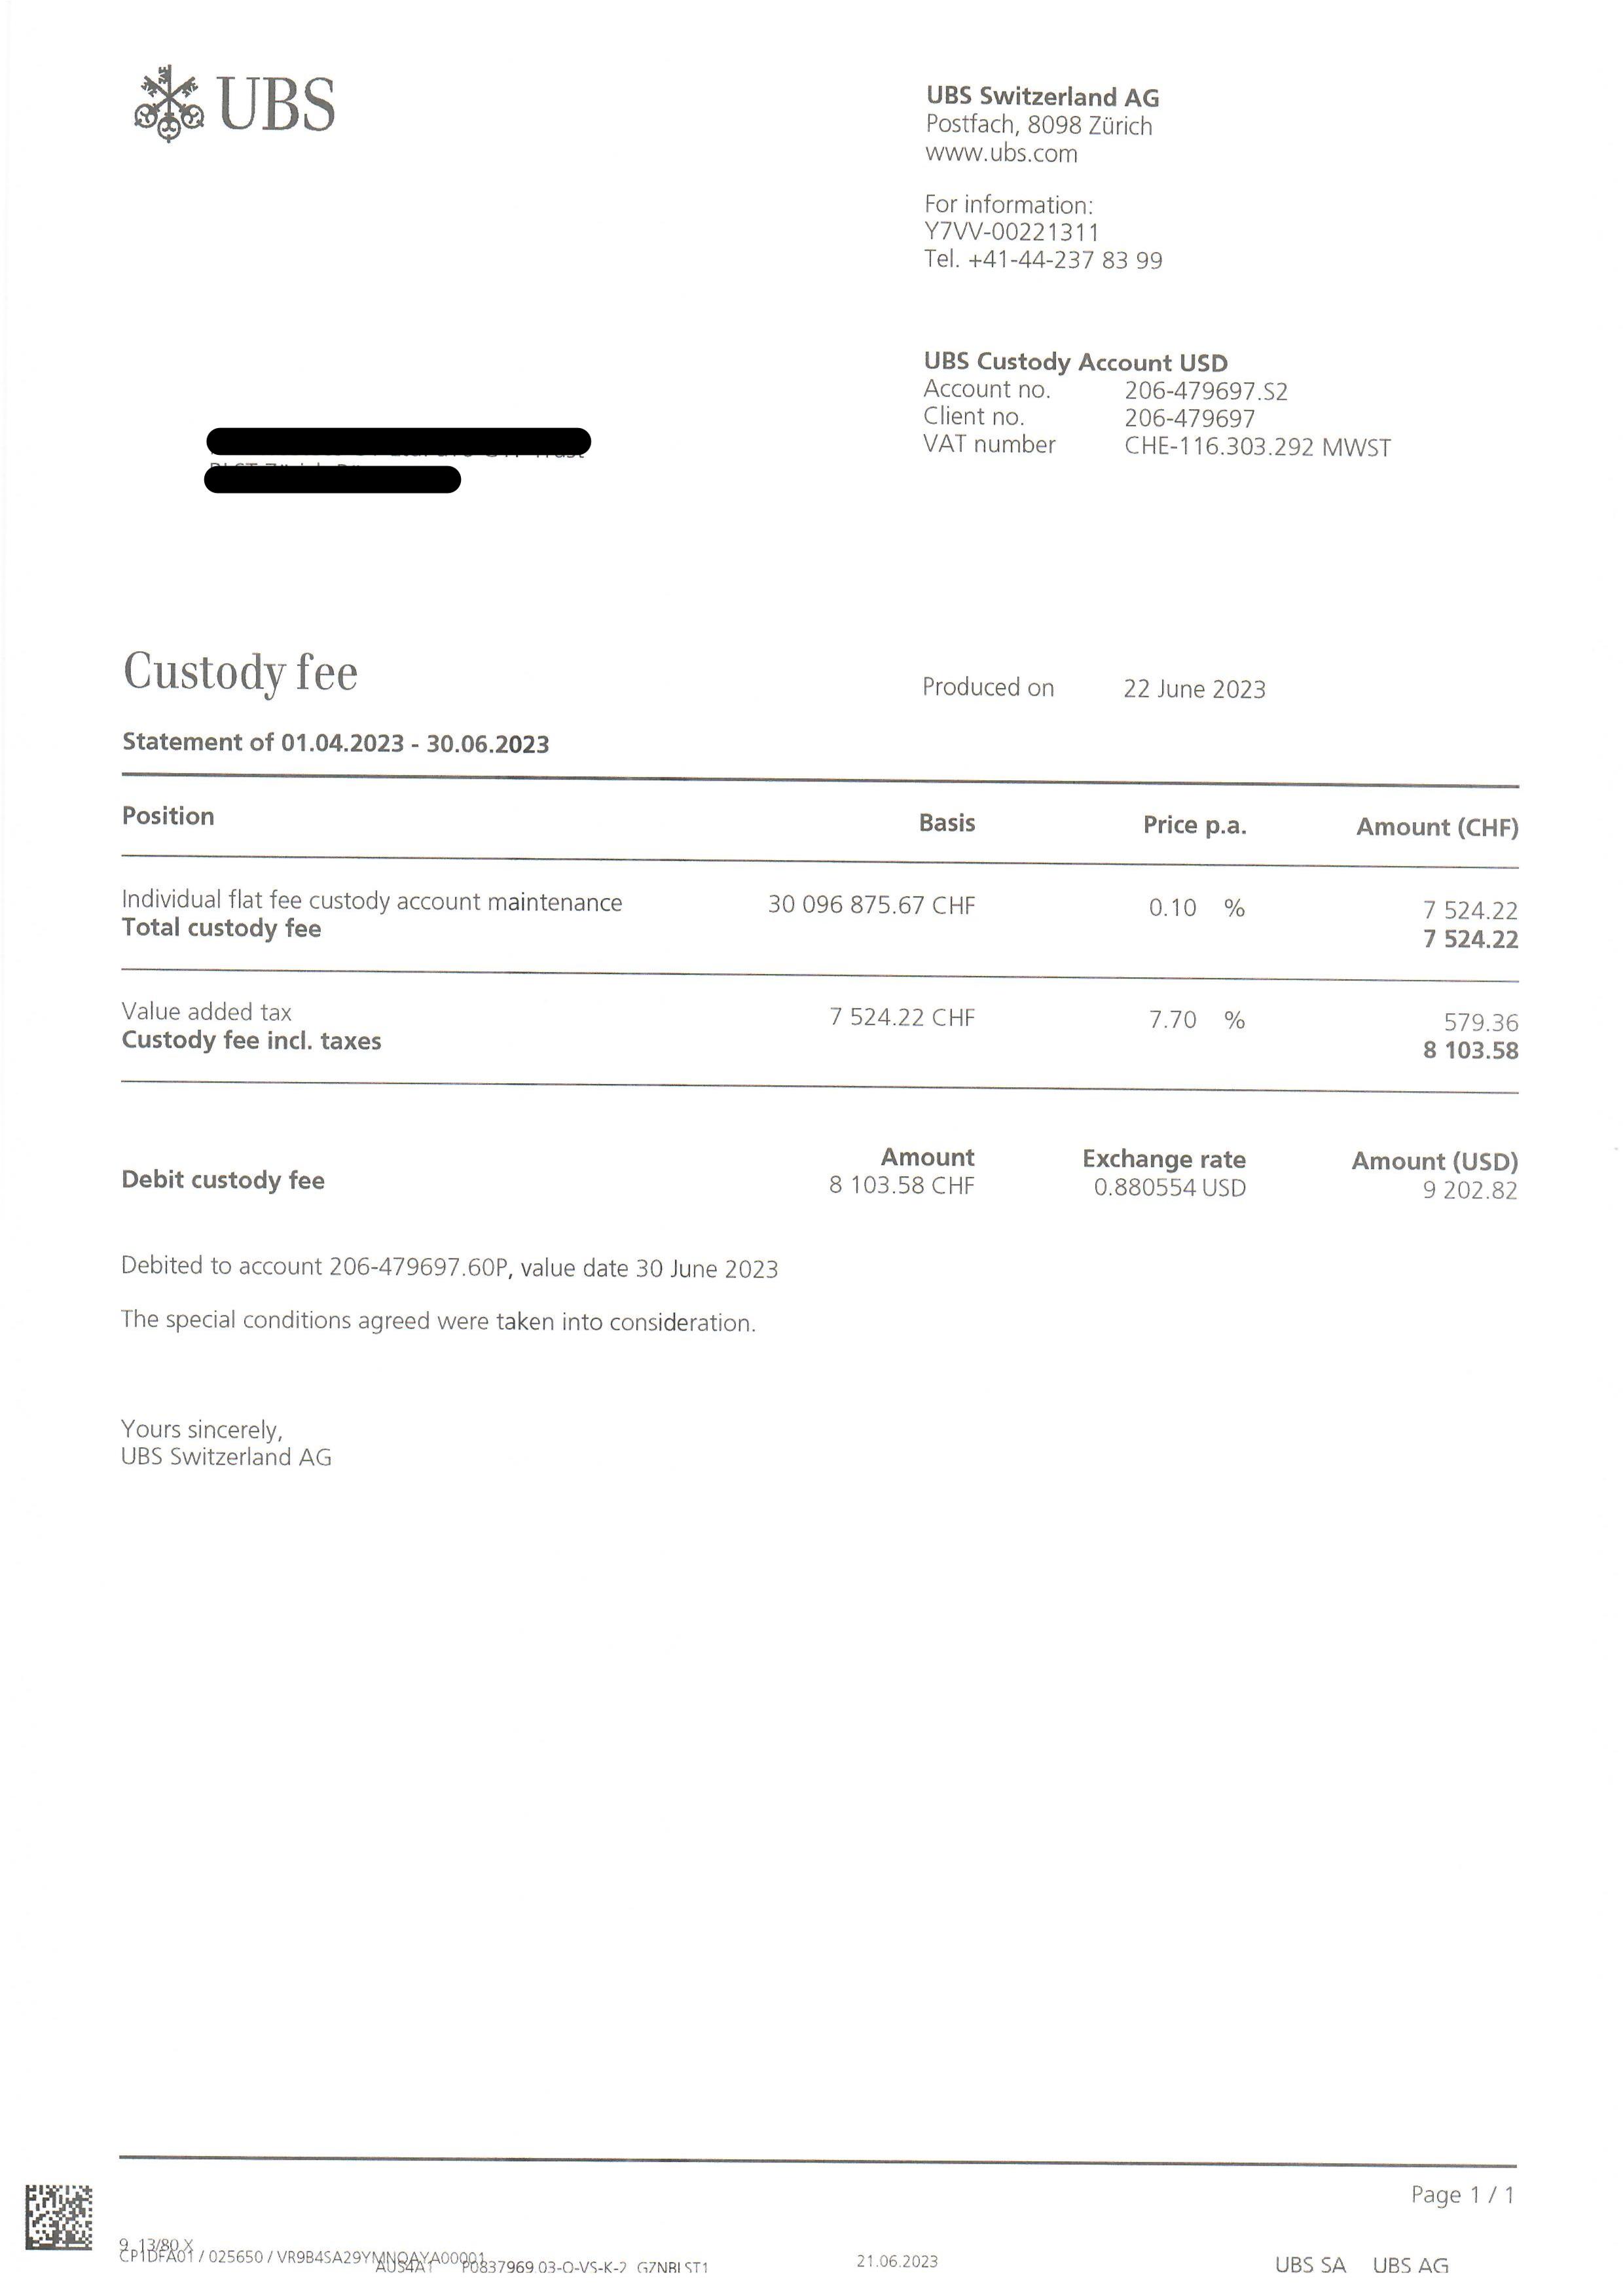 UBS
UBS Switzerland AG
Postfach, 8098 Zürich
www.ubs.com
For information:
Y7VV-00221311
Tel. +41-44-237 83 99
UBS Custody Account USD
Account no. 206-479697.S2
Client no. 206-479697
VAT number CHE-116.303.292 MWST
Custody fee
Produced on 22 June 2023
Statement of 01.04.2023 - 30.06.2023
Position Basis Price p.a. Amount (CHF)
Individual flat fee custody account maintenance 30 096 875.67 CHF 0.10 % 7 524.22
Total custody fee 7 524.22
Value added tax 7 524.22 CHF 7.70 % 579.36
Custody fee incl. taxes 8 103.58
Amount Exchange rate Amount (USD)
Debit custody fee 8 103.58 CHF 0.880554 USD 9 202.82
Debited to account 206-479697.60P, value date 30 June 2023
The special conditions agreed were taken into consideration.
Yours sincerely,
UBS Switzerland AG
Page 1 / 1
9 13/80 X
CP1DFA01 / 025650 / VR9B4SA29YMNQAYA00001
AUS4A1 P0837969.03-O-VS-K-2 GZNBLST1 21.06.2023 UBS SA UBS AG